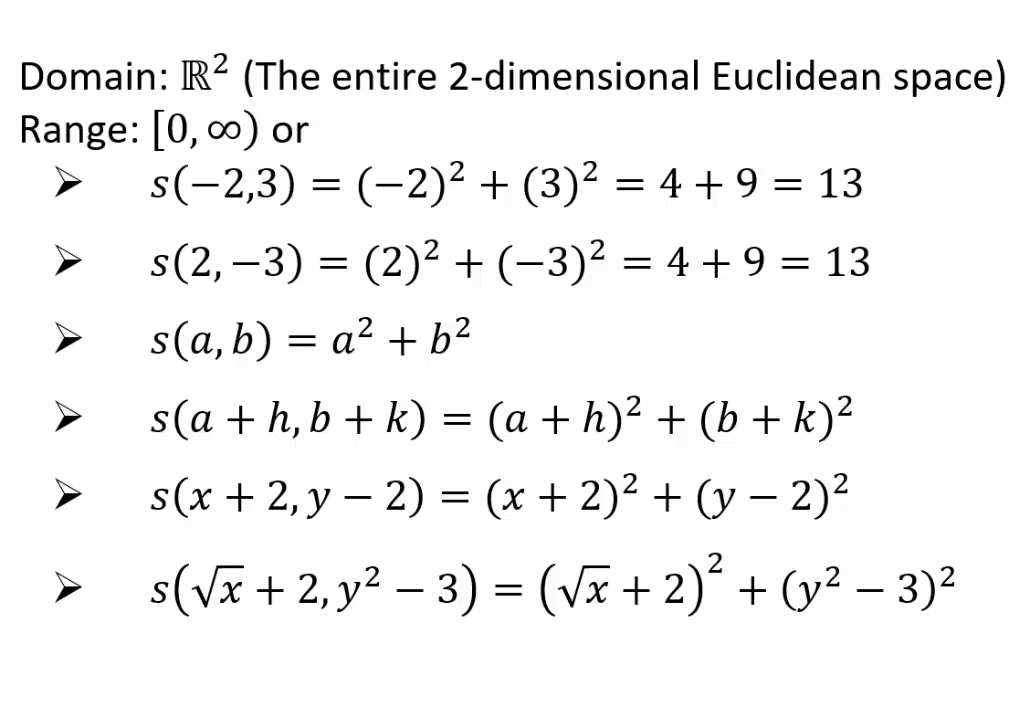 Domain: ℝ² (The entire 2-dimensional Euclidean space)
Range: [0, ∞) or
➢ s(−2,3) = (−2)² + (3)² = 4 + 9 = 13
➢ s(2, −3) = (2)² + (−3)² = 4 + 9 = 13
➢ s(a, b) = a² + b²
➢ s(a + h, b + k) = (a + h)² + (b + k)²
➢ s(x + 2, y − 2) = (x + 2)² + (y − 2)²
➢ s(√x + 2, y² − 3) = (√x + 2)² + (y² − 3)²